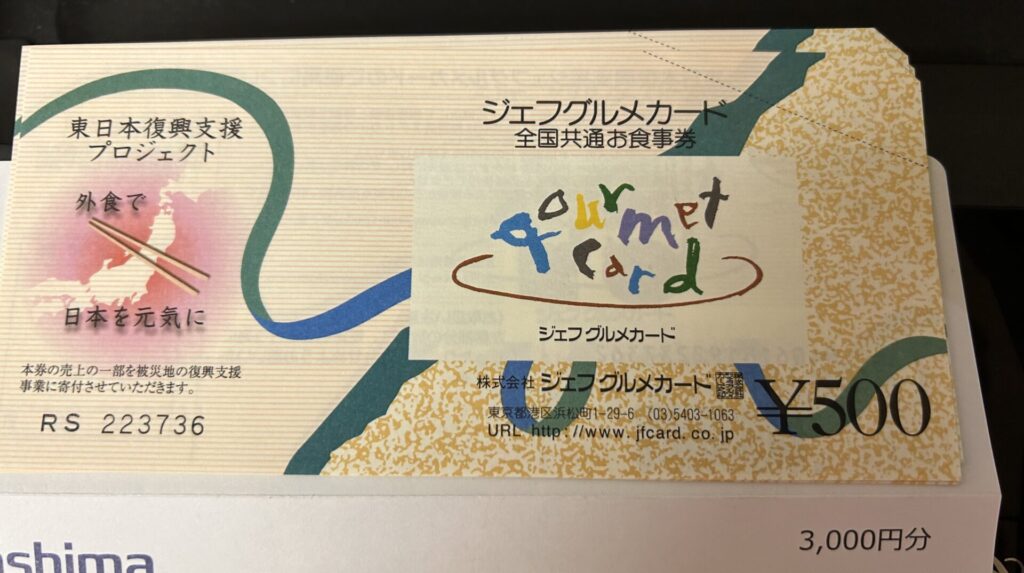 東日本復興支援
プロジェクト
外食で
日本を元気に
本券の売上の一部を被災地の復興支援
事業に寄付させていただきます。
RS 223736
ジェフグルメカード
全国共通お食事券
gourmet
card
ジェフ グルメカード
株式会社 ジェフ グルメカード
東京都港区浜松町1-29-6 (03)5403-1063
URL http://www.jfcard.co.jp
¥500
shima
3,000円分